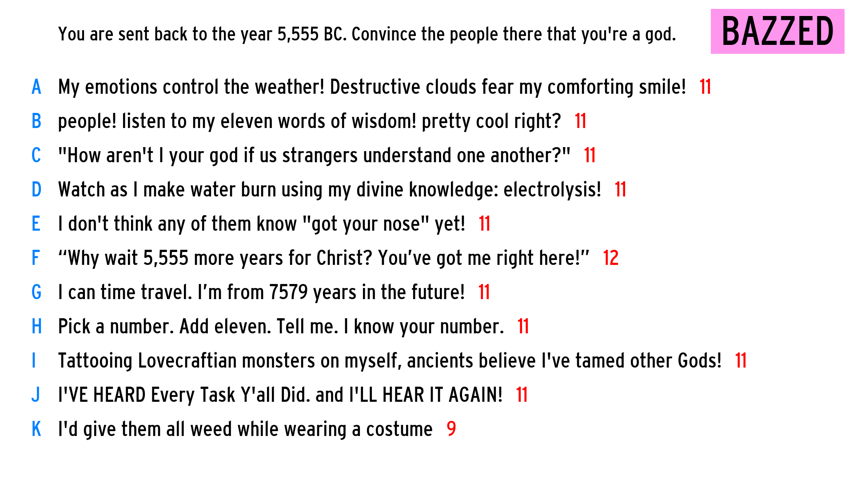 You are sent back to the year 5,555 BC. Convince the people there that you're a god.
BAZZED
A My emotions control the weather! Destructive clouds fear my comforting smile! 11
B people! listen to my eleven words of wisdom! pretty cool right? 11
C "How aren't I your god if us strangers understand one another?" 11
D Watch as I make water burn using my divine knowledge: electrolysis! 11
E I don't think any of them know "got your nose" yet! 11
F “Why wait 5,555 more years for Christ? You’ve got me right here!” 12
G I can time travel. I’m from 7579 years in the future! 11
H Pick a number. Add eleven. Tell me. I know your number. 11
I Tattooing Lovecraftian monsters on myself, ancients believe I've tamed other Gods! 11
J I'VE HEARD Every Task Y'all Did. and I'LL HEAR IT AGAIN! 11
K I'd give them all weed while wearing a costume 9